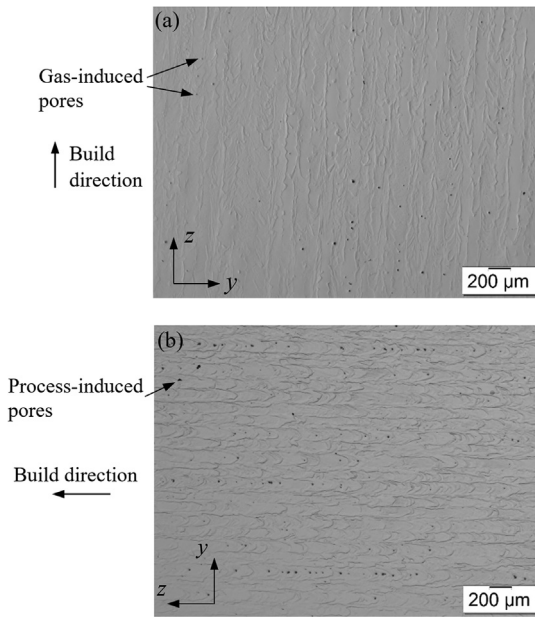 (a)
Gas-induced
pores
Build
direction
z
y
200 µm
(b)
Process-induced
pores
Build direction
y
z
200 µm